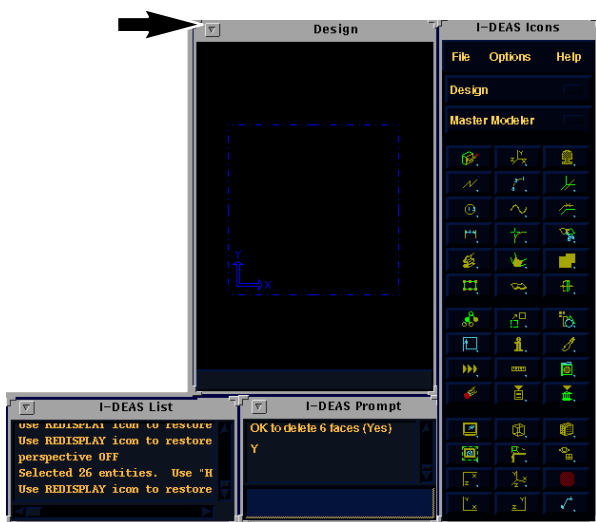 Design
I-DEAS Icons
File Options Help
Design
Master Modeler
Y
X
I-DEAS List
Use REDISPLAY icon to restore
Use REDISPLAY icon to restore
perspective OFF
Selected 26 entities. Use "H
Use REDISPLAY icon to restore
I-DEAS Prompt
OK to delete 6 faces (Yes)
Y